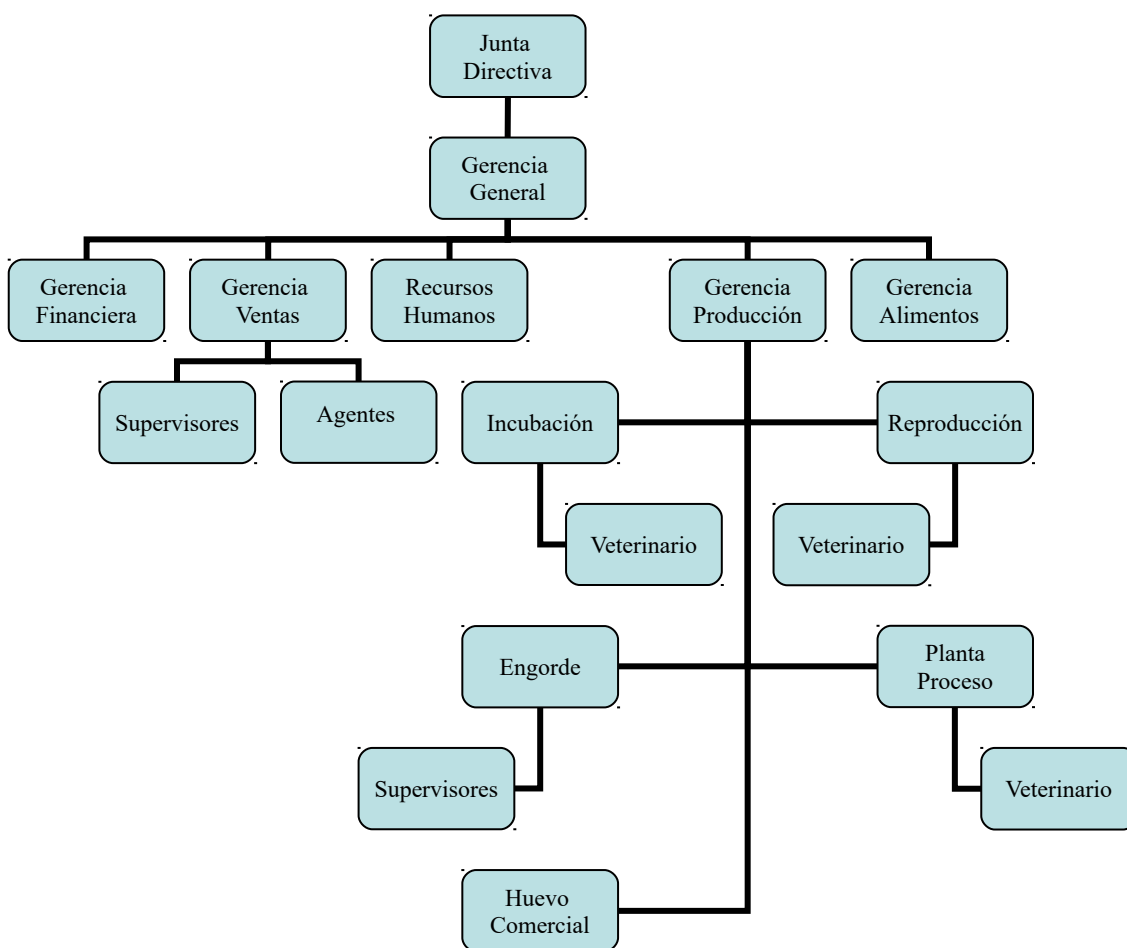 Junta
Directiva
Gerencia
General
Gerencia
Financiera
Gerencia
Ventas
Recursos
Humanos
Gerencia
Producción
Gerencia
Alimentos
Supervisores
Agentes
Incubación
Reproducción
Veterinario
Veterinario
Engorde
Planta
Proceso
Supervisores
Veterinario
Huevo
Comercial